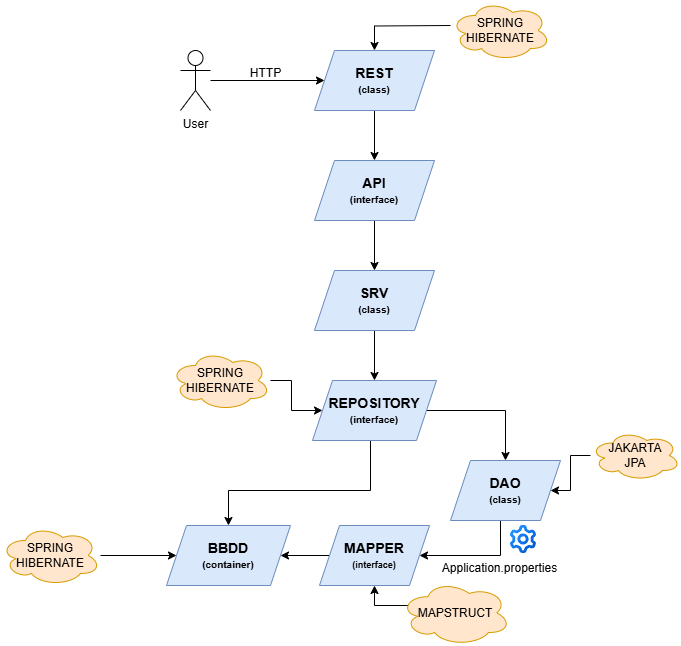 SPRING
HIBERNATE
HTTP
REST
(class)
User
API
(interface)
SRV
(class)
SPRING
HIBERNATE
REPOSITORY
(interface)
JAKARTA
JPA
DAO
(class)
SPRING
HIBERNATE
BBDD
(container)
MAPPER
(interface)
Application.properties
MAPSTRUCT